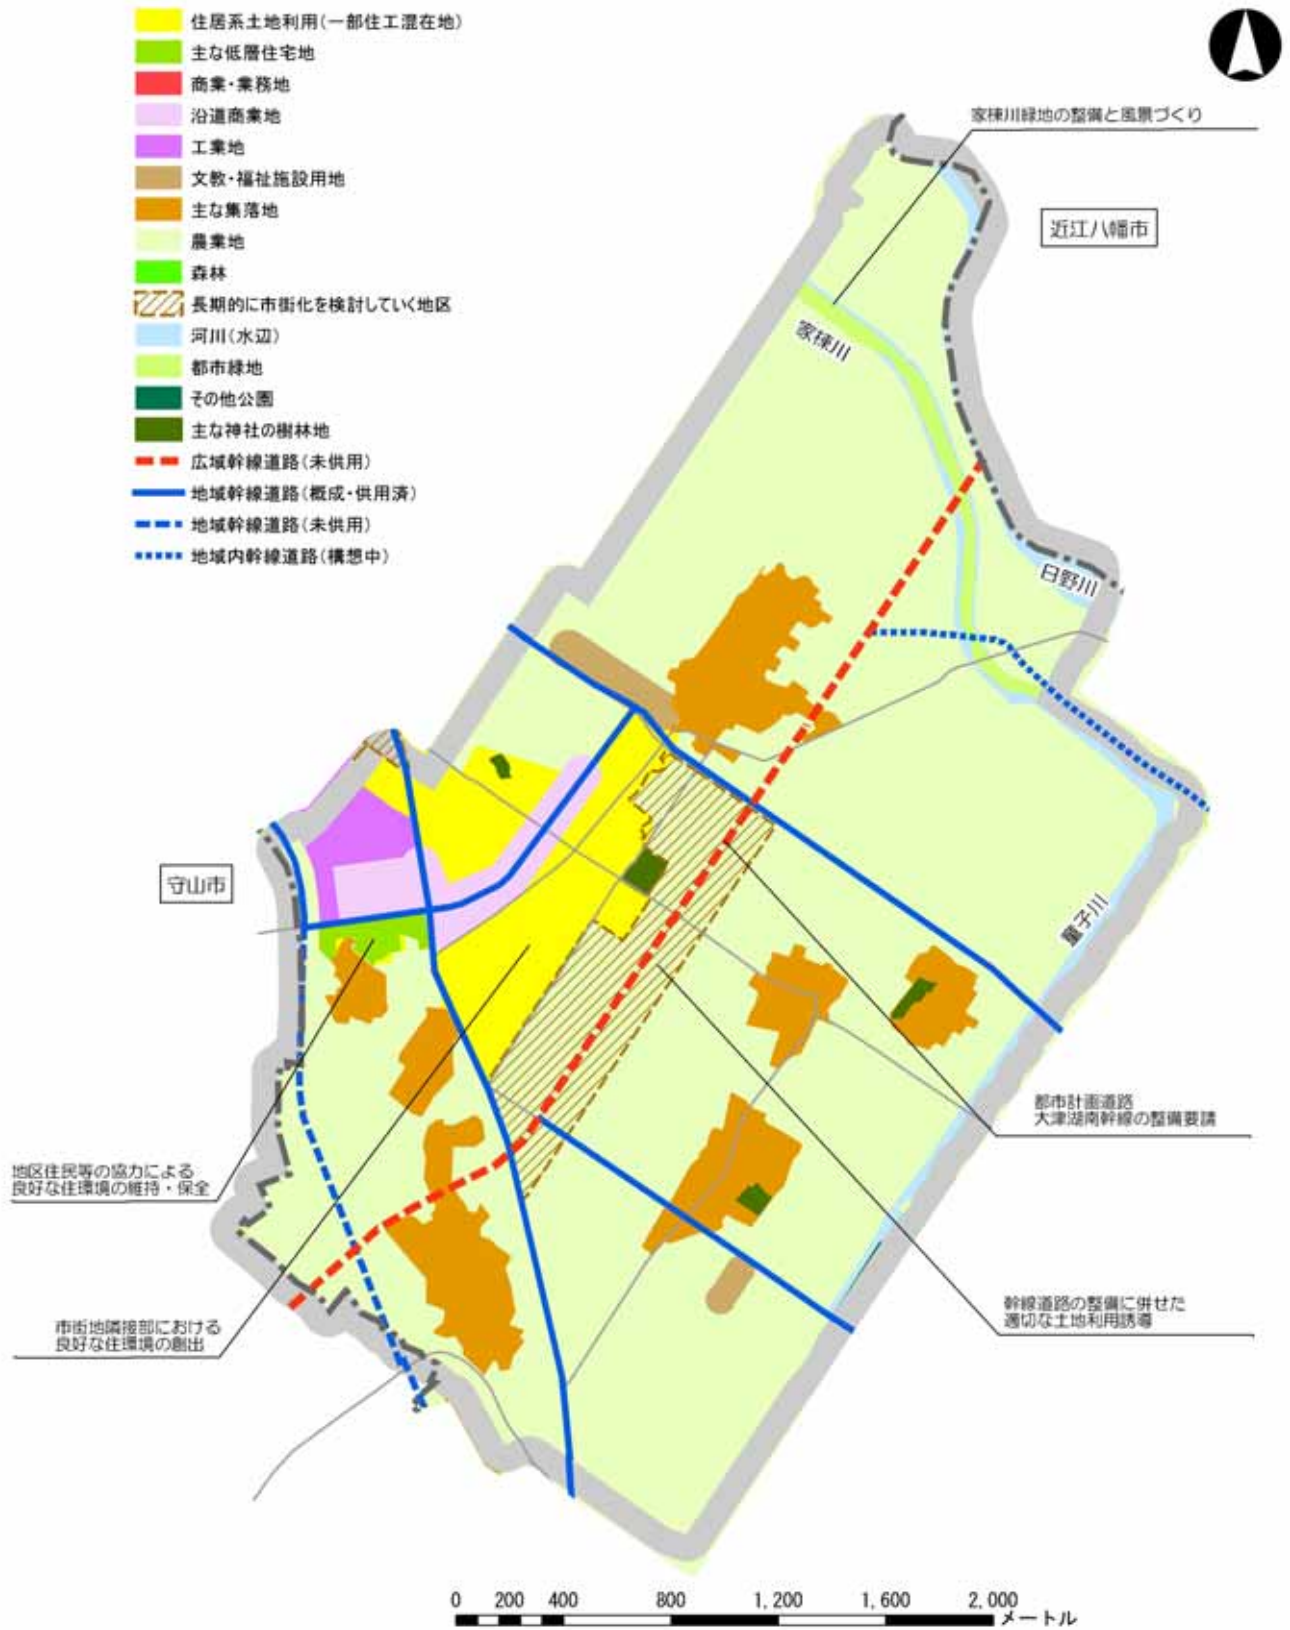 住居系土地利用(一部住工混在地)
主な低層住宅地
商業・業務地
沿道商業地
工業地
文教・福祉施設用地
主な集落地
農業地
森林
長期的に市街化を検討していく地区
河川(水辺)
都市緑地
その他公園
主な神社の樹林地
広域幹線道路(未供用)
地域幹線道路(概成・供用済)
地域幹線道路(未供用)
地域内幹線道路(構想中)
家棟川緑地の整備と風景づくり
近江八幡市
家棟川
日野川
守山市
童子川
都市計画道路
大津湖南幹線の整備要請
地区住民等の協力による
良好な住環境の維持・保全
幹線道路の整備に併せた
適切な土地利用誘導
市街地隣接部における
良好な住環境の創出
0 200 400 800 1,200 1,600 2,000
メートル